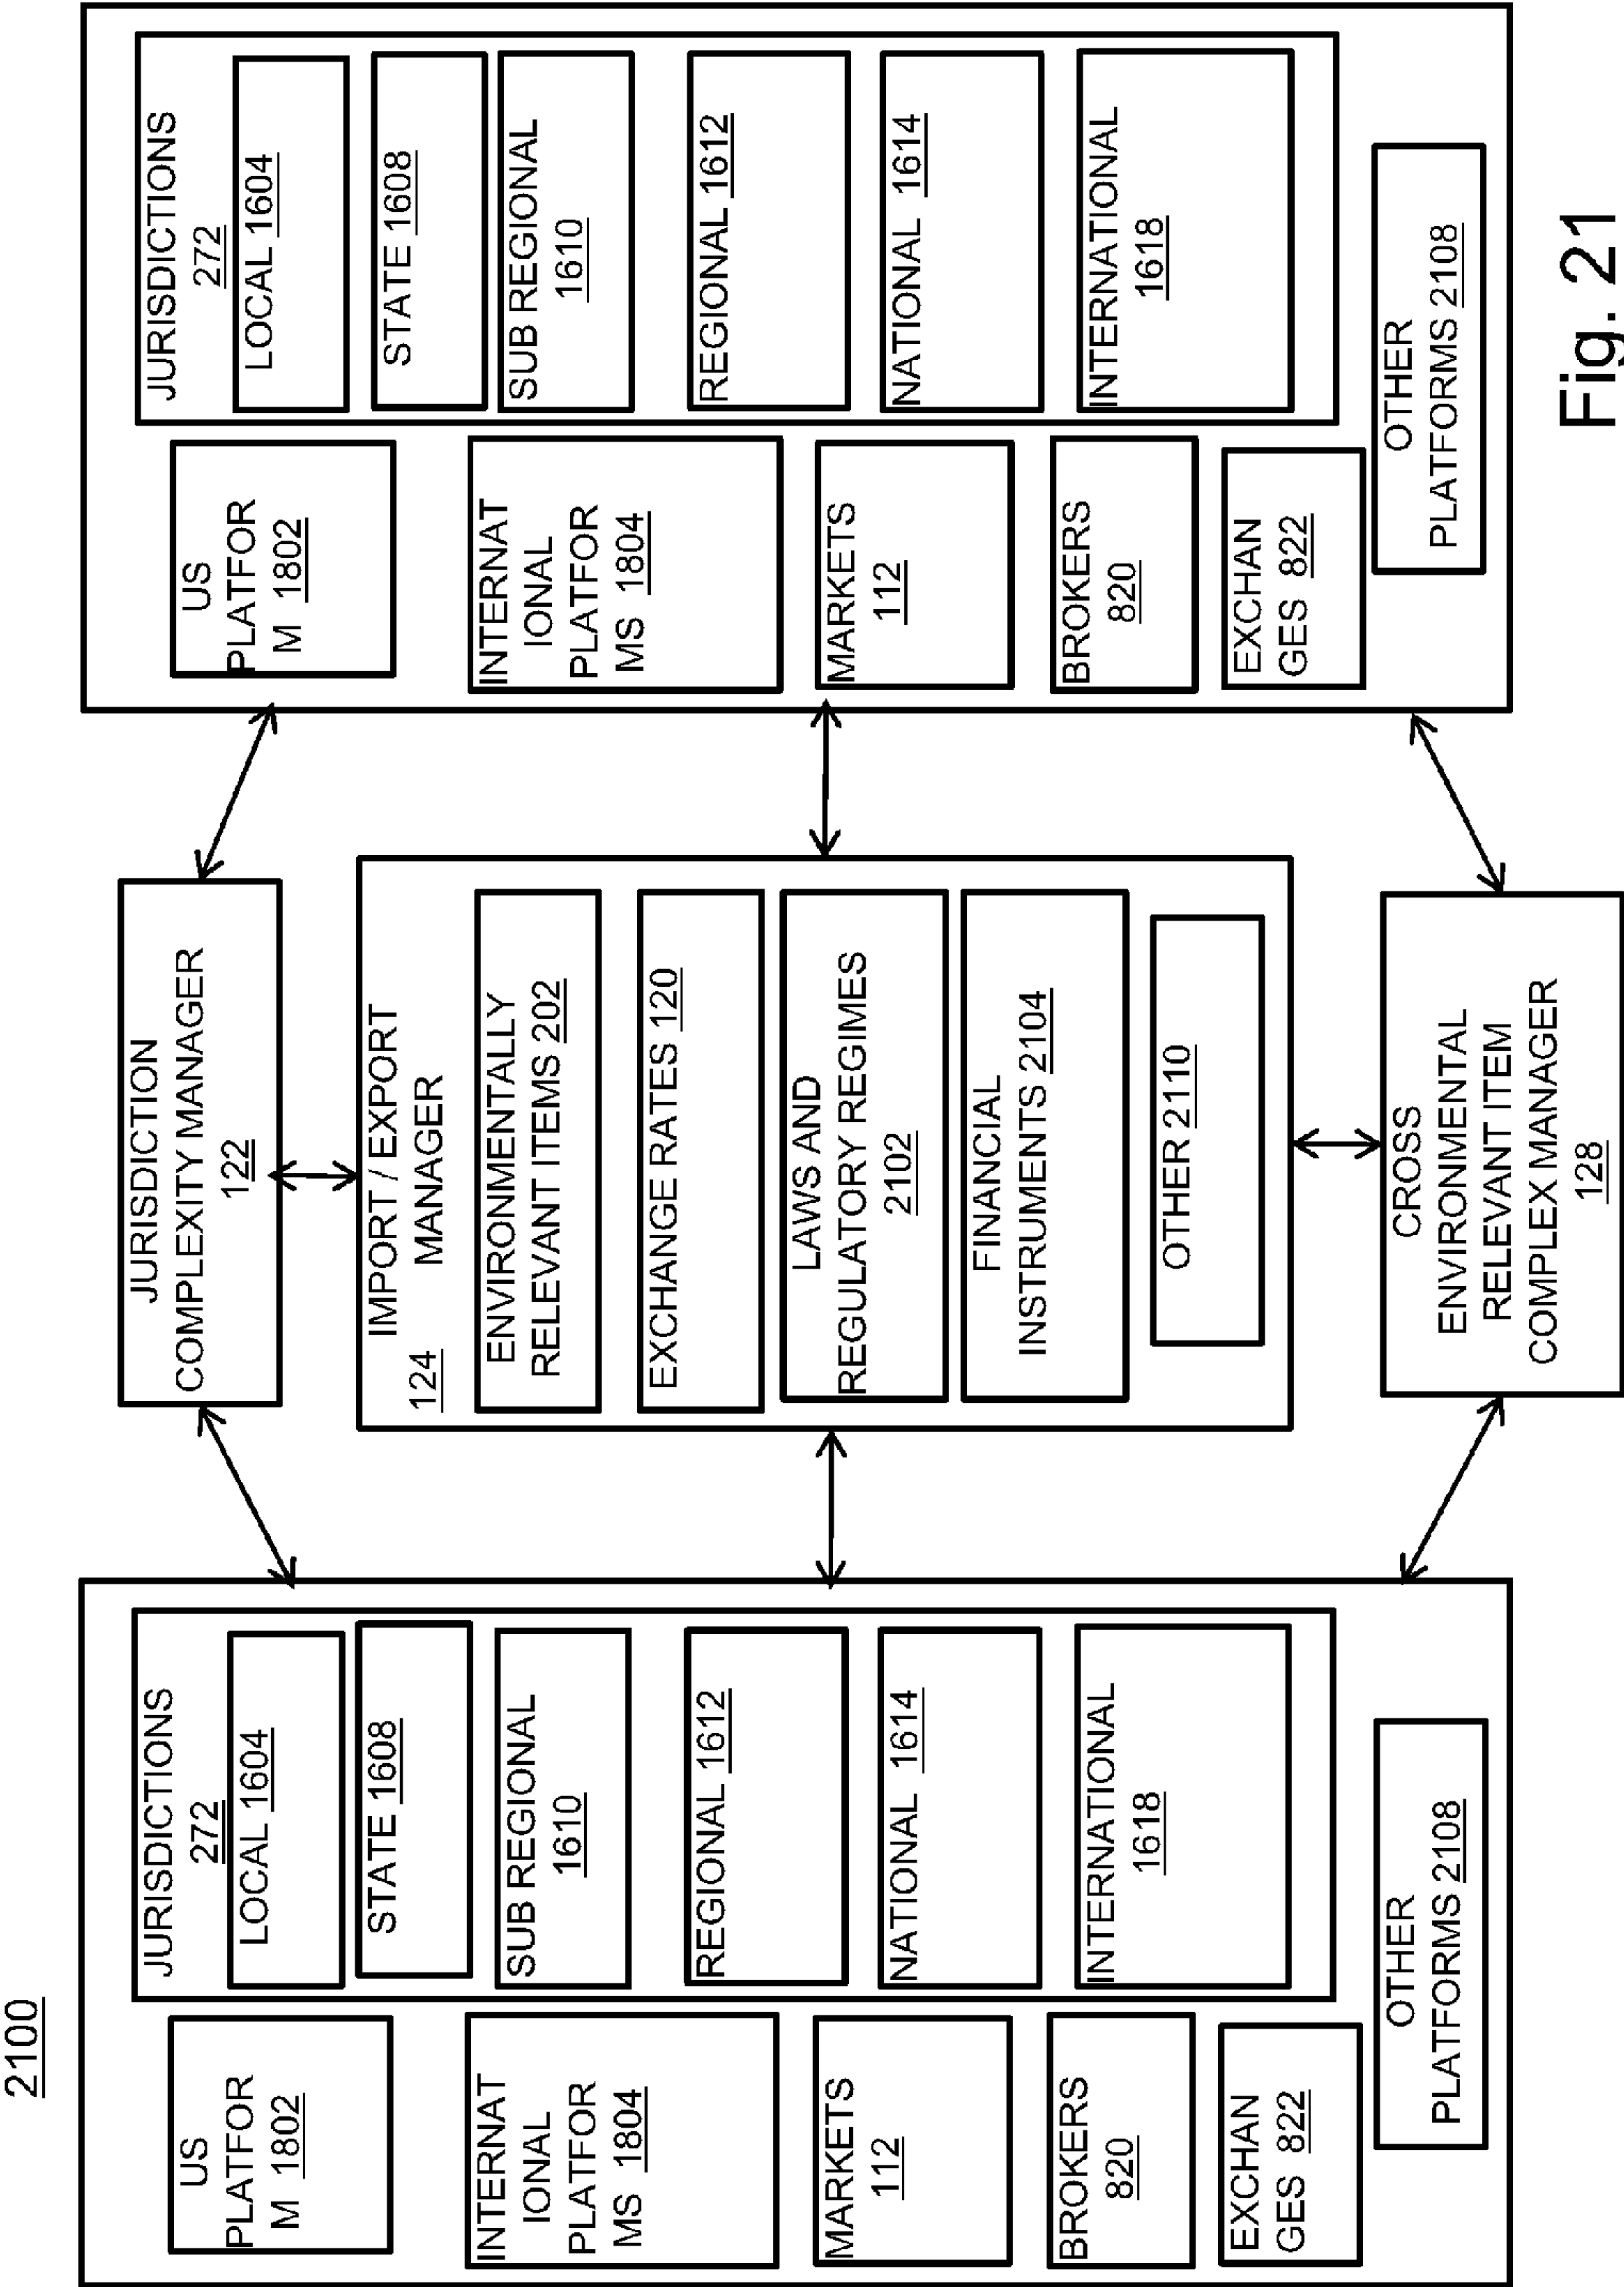 2100
US
PLATFOR
M 1802
INTERNAT
IONAL
PLATFOR
MS 1804
MARKETS
112
BROKERS
820
EXCHAN
GES 822
JURISDICTIONS
272
LOCAL 1604
STATE 1608
SUB REGIONAL
1610
REGIONAL 1612
NATIONAL 1614
INTERNATIONAL
1618
OTHER
PLATFORMS 2108
JURISDICTION
COMPLEXITY MANAGER
122
IMPORT / EXPORT
124 MANAGER
ENVIRONMENTALLY
RELEVANT ITEMS 202
EXCHANGE RATES 120
LAWS AND
REGULATORY REGIMES
2102
FINANCIAL
INSTRUMENTS 2104
OTHER 2110
CROSS
ENVIRONMENTAL
RELEVANT ITEM
COMPLEX MANAGER
128
US
PLATFOR
M 1802
INTERNAT
IONAL
PLATFOR
MS 1804
MARKETS
112
BROKERS
820
EXCHAN
GES 822
JURISDICTIONS
272
LOCAL 1604
STATE 1608
SUB REGIONAL
1610
REGIONAL 1612
NATIONAL 1614
INTERNATIONAL
1618
OTHER
PLATFORMS 2108
Fig. 21